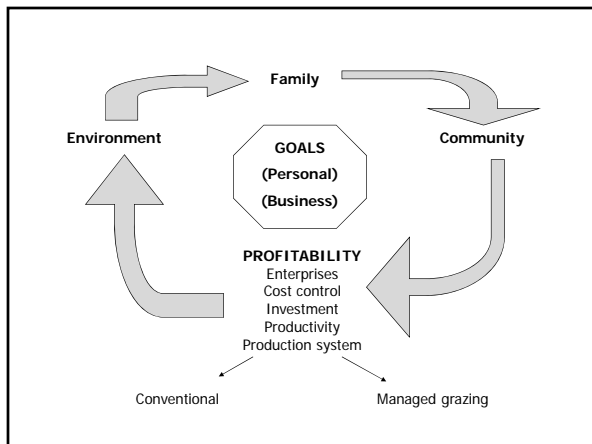 Family
Environment
Community
GOALS
(Personal)
(Business)
PROFITABILITY
Enterprises
Cost control
Investment
Productivity
Production system
Conventional
Managed grazing